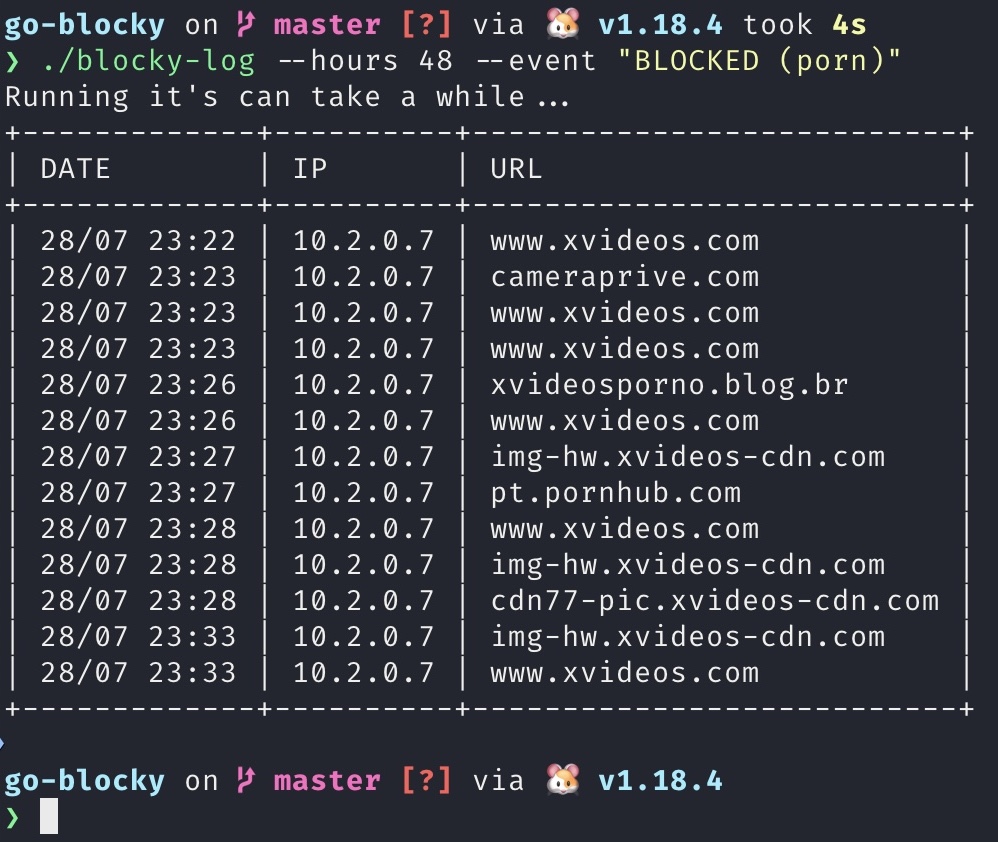 go-blocky on master [?] via 🐹 v1.18.4 took 4s
❯ ./blocky-log --hours 48 --event "BLOCKED (porn)"
Running it's can take a while...
+-------------+----------+---------------------------+
| DATE        | IP       | URL                       |
+-------------+----------+---------------------------+
| 28/07 23:22 | 10.2.0.7 | www.xvideos.com           |
| 28/07 23:23 | 10.2.0.7 | cameraprive.com           |
| 28/07 23:23 | 10.2.0.7 | www.xvideos.com           |
| 28/07 23:23 | 10.2.0.7 | www.xvideos.com           |
| 28/07 23:26 | 10.2.0.7 | xvideosporno.blog.br      |
| 28/07 23:26 | 10.2.0.7 | www.xvideos.com           |
| 28/07 23:27 | 10.2.0.7 | img-hw.xvideos-cdn.com    |
| 28/07 23:27 | 10.2.0.7 | pt.pornhub.com            |
| 28/07 23:28 | 10.2.0.7 | www.xvideos.com           |
| 28/07 23:28 | 10.2.0.7 | img-hw.xvideos-cdn.com    |
| 28/07 23:28 | 10.2.0.7 | cdn77-pic.xvideos-cdn.com |
| 28/07 23:33 | 10.2.0.7 | img-hw.xvideos-cdn.com    |
| 28/07 23:33 | 10.2.0.7 | www.xvideos.com           |
+-------------+----------+---------------------------+
go-blocky on master [?] via 🐹 v1.18.4
❯